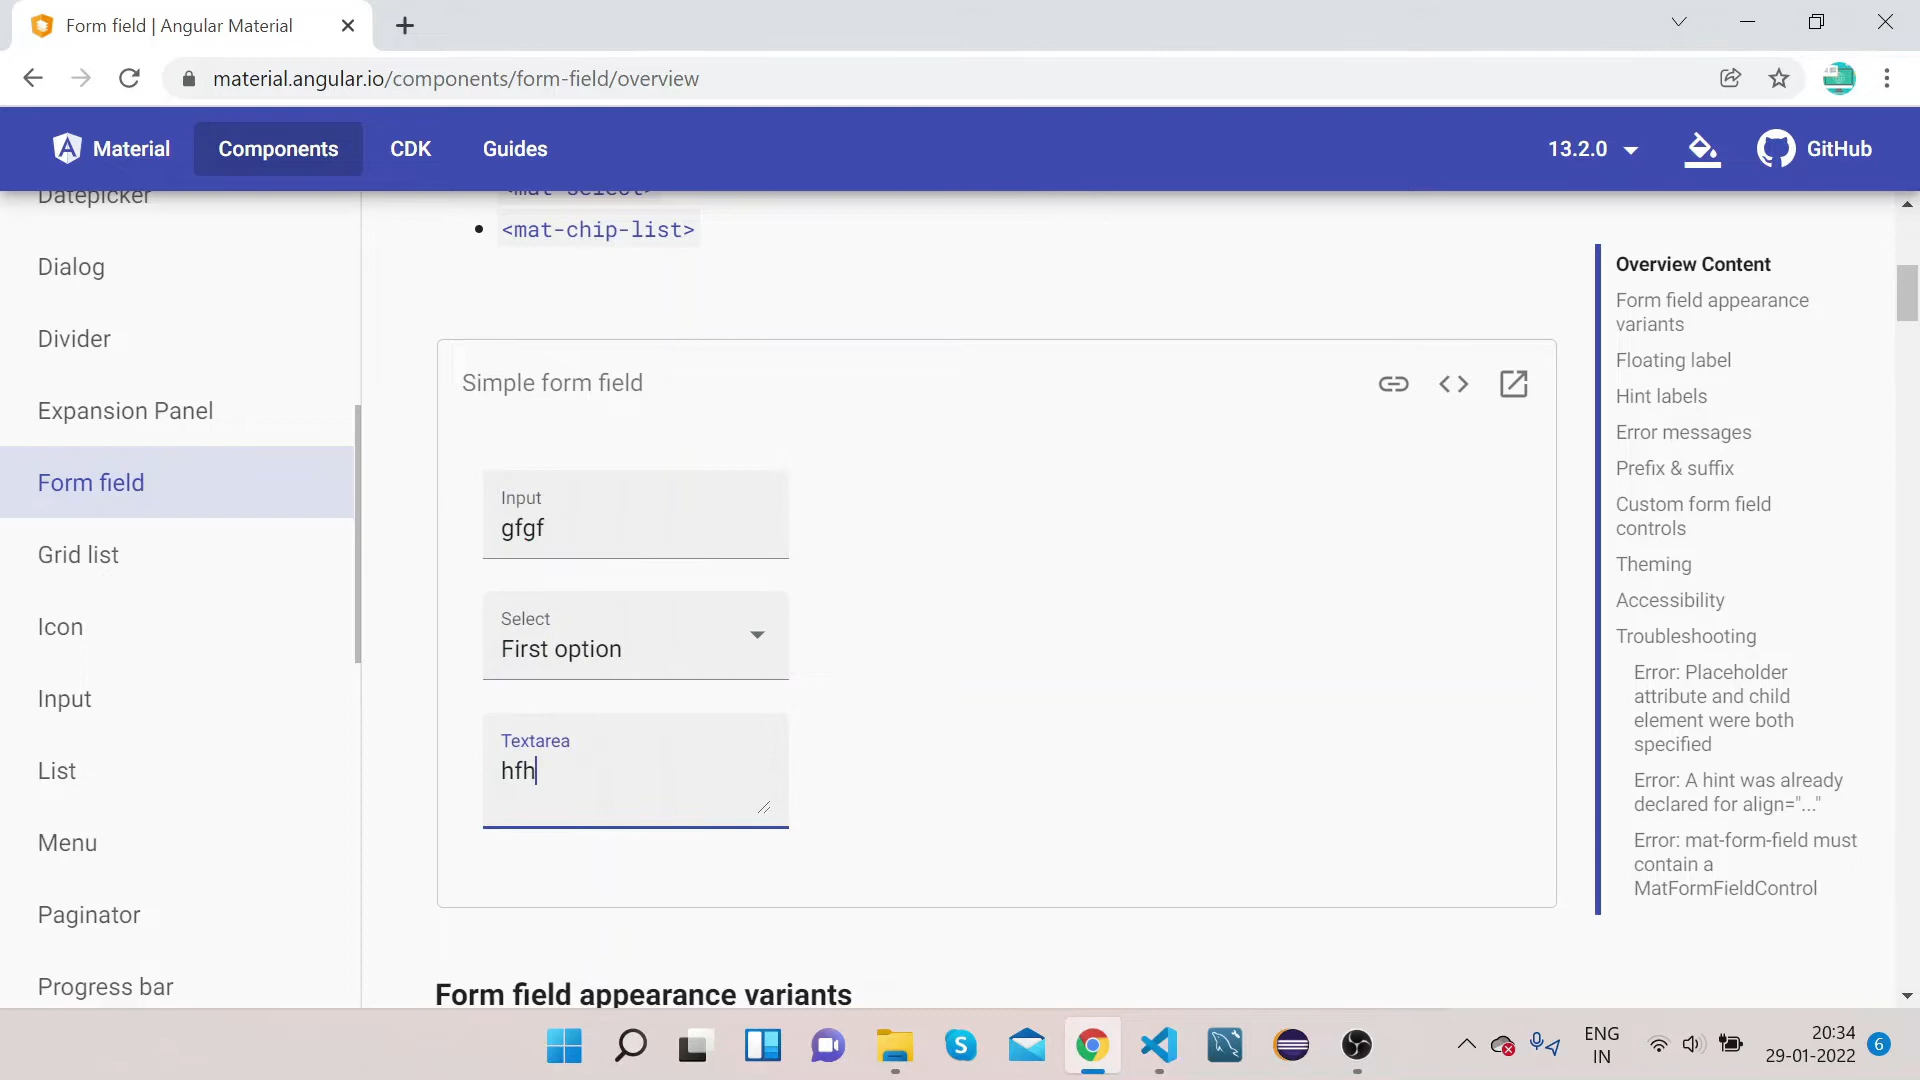 Form field | Angular Material
material.angular.io/components/form-field/overview
Material
Components
CDK
Guides
13.2.0
GitHub
Datepicker
Dialog
Divider
Expansion Panel
Form field
Grid list
Icon
Input
List
Menu
Paginator
Progress bar
<mat-select>
<mat-chip-list>
Simple form field
Input
gfgf
Select
First option
Textarea
hfh
Form field appearance variants
Overview Content
Form field appearance
variants
Floating label
Hint labels
Error messages
Prefix & suffix
Custom form field
controls
Theming
Accessibility
Troubleshooting
Error: Placeholder
attribute and child
element were both
specified
Error: A hint was already
declared for align="..."
Error: mat-form-field must
contain a
MatFormFieldControl
ENG
IN
20:34
29-01-2022
6